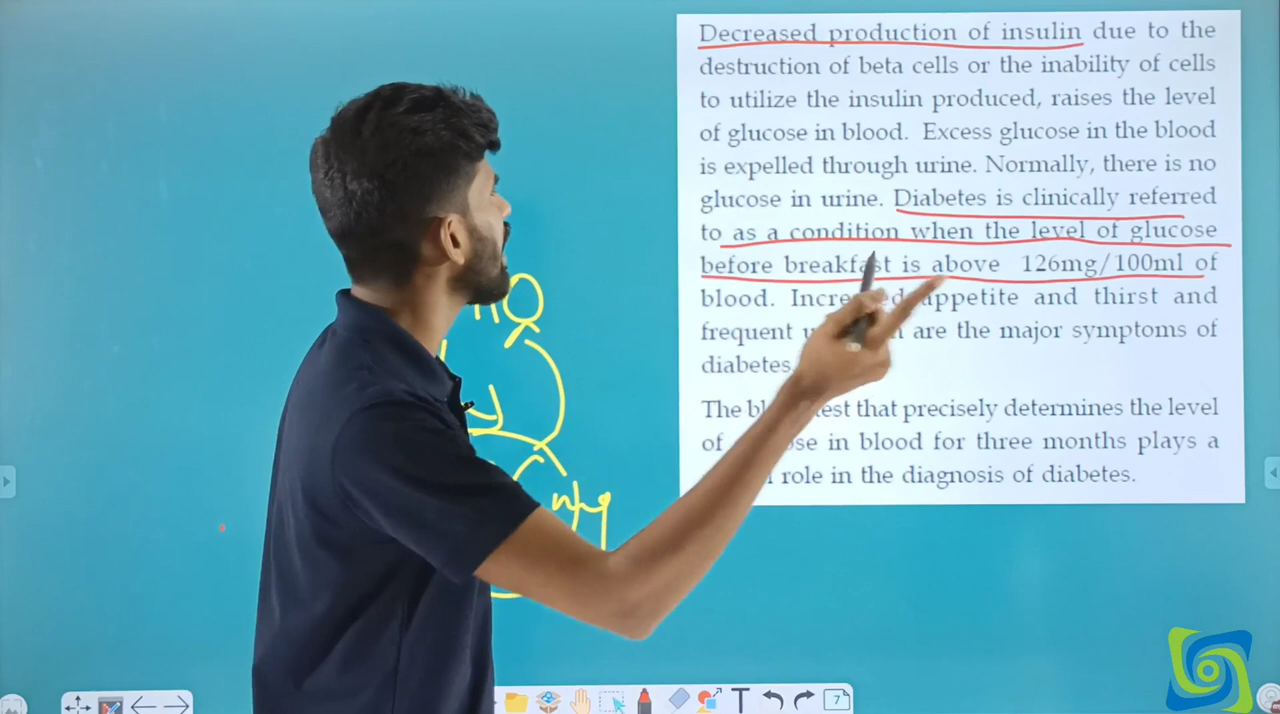 Decreased production of insulin due to the
destruction of beta cells or the inability of cells
to utilize the insulin produced, raises the level
of glucose in blood. Excess glucose in the blood
is expelled through urine. Normally, there is no
glucose in urine. Diabetes is clinically referred
to as a condition when the level of glucose
before breakfast is above 126mg/100ml of
blood. appetite and thirst and
frequent are the major symptoms of
diabetes
The that precisely determines the level
of in blood for three months plays a
role in the diagnosis of diabetes.
T 7